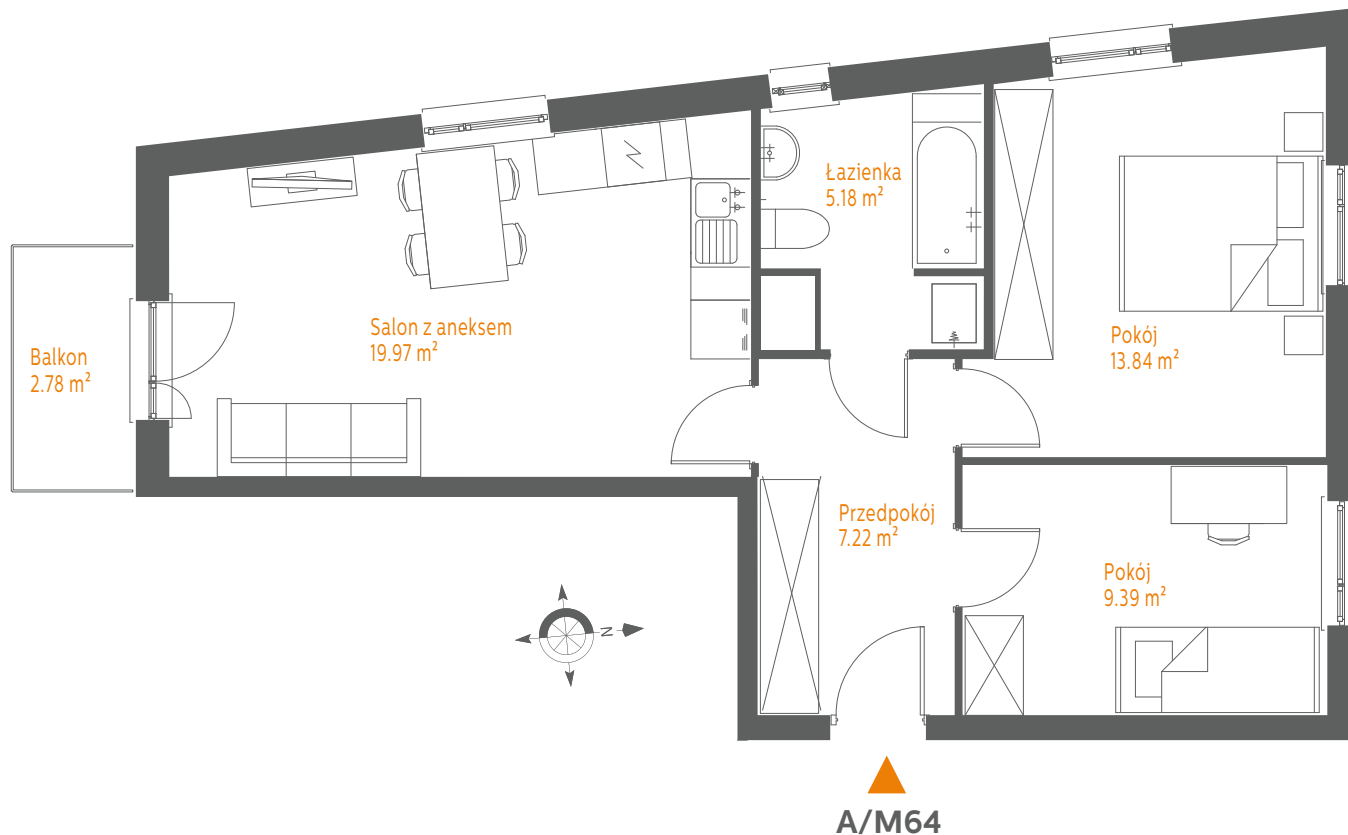 Łazienka
5.18 m²
Salon z aneksem
19.97 m²
Pokój
13.84 m²
Balkon
2.78 m²
Przedpokój
7.22 m²
Pokój
9.39 m²
N
A/M64